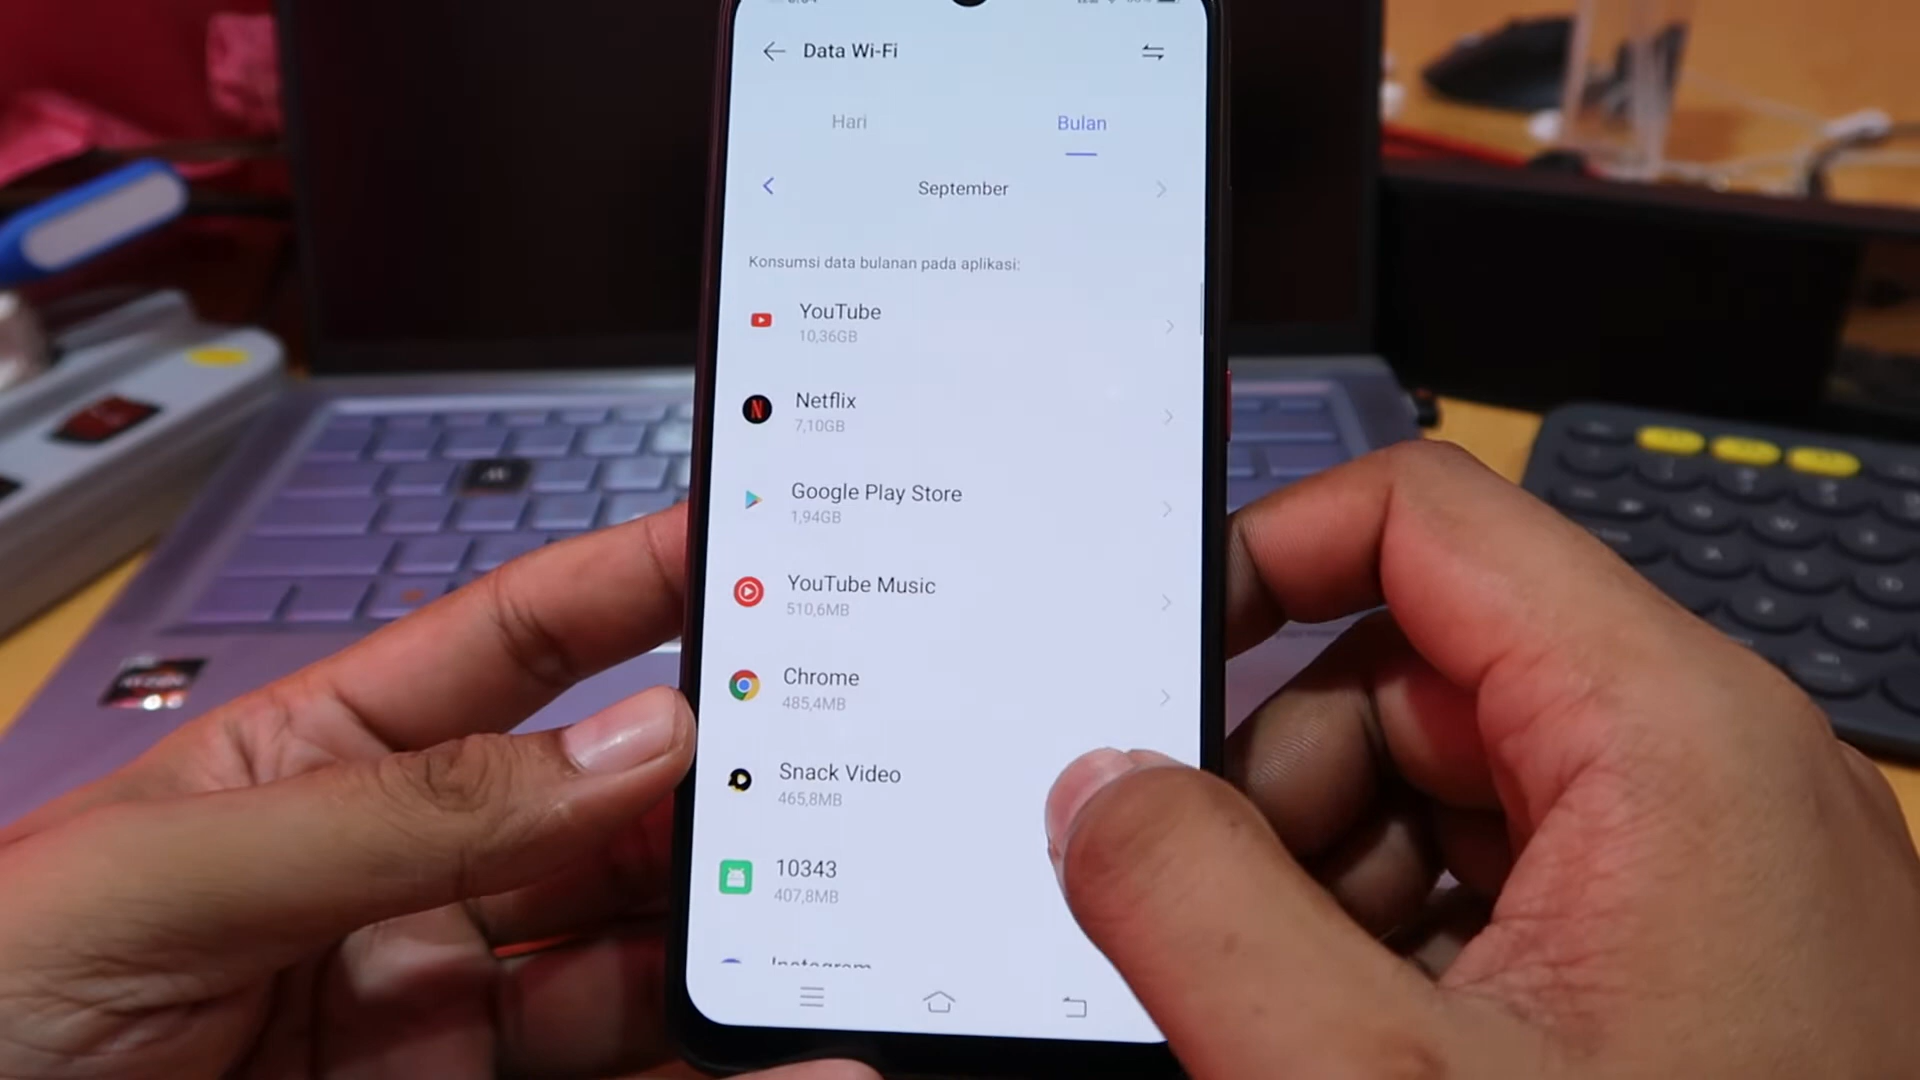 Data Wi-Fi
Hari
Bulan
September
Konsumsi data bulanan pada aplikasi:
YouTube
10,36GB
Netflix
7,10GB
Google Play Store
1,94GB
YouTube Music
510,6MB
Chrome
485,4MB
Snack Video
465,8MB
10343
407,8MB
Instagram